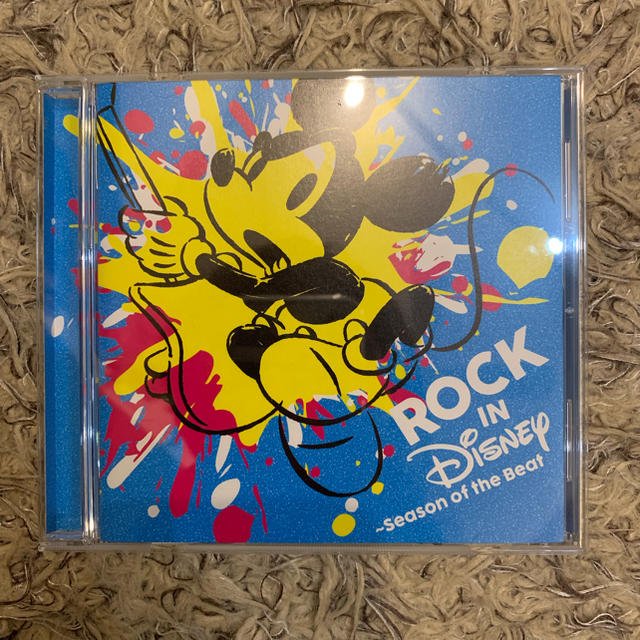 ROCK
IN
Disney
~Season of the Beat